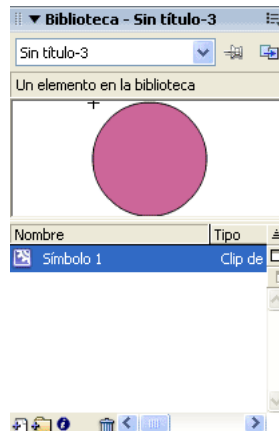 Biblioteca - Sin título-3
Sin título-3
Un elemento en la biblioteca
Nombre Tipo
Símbolo 1 Clip de